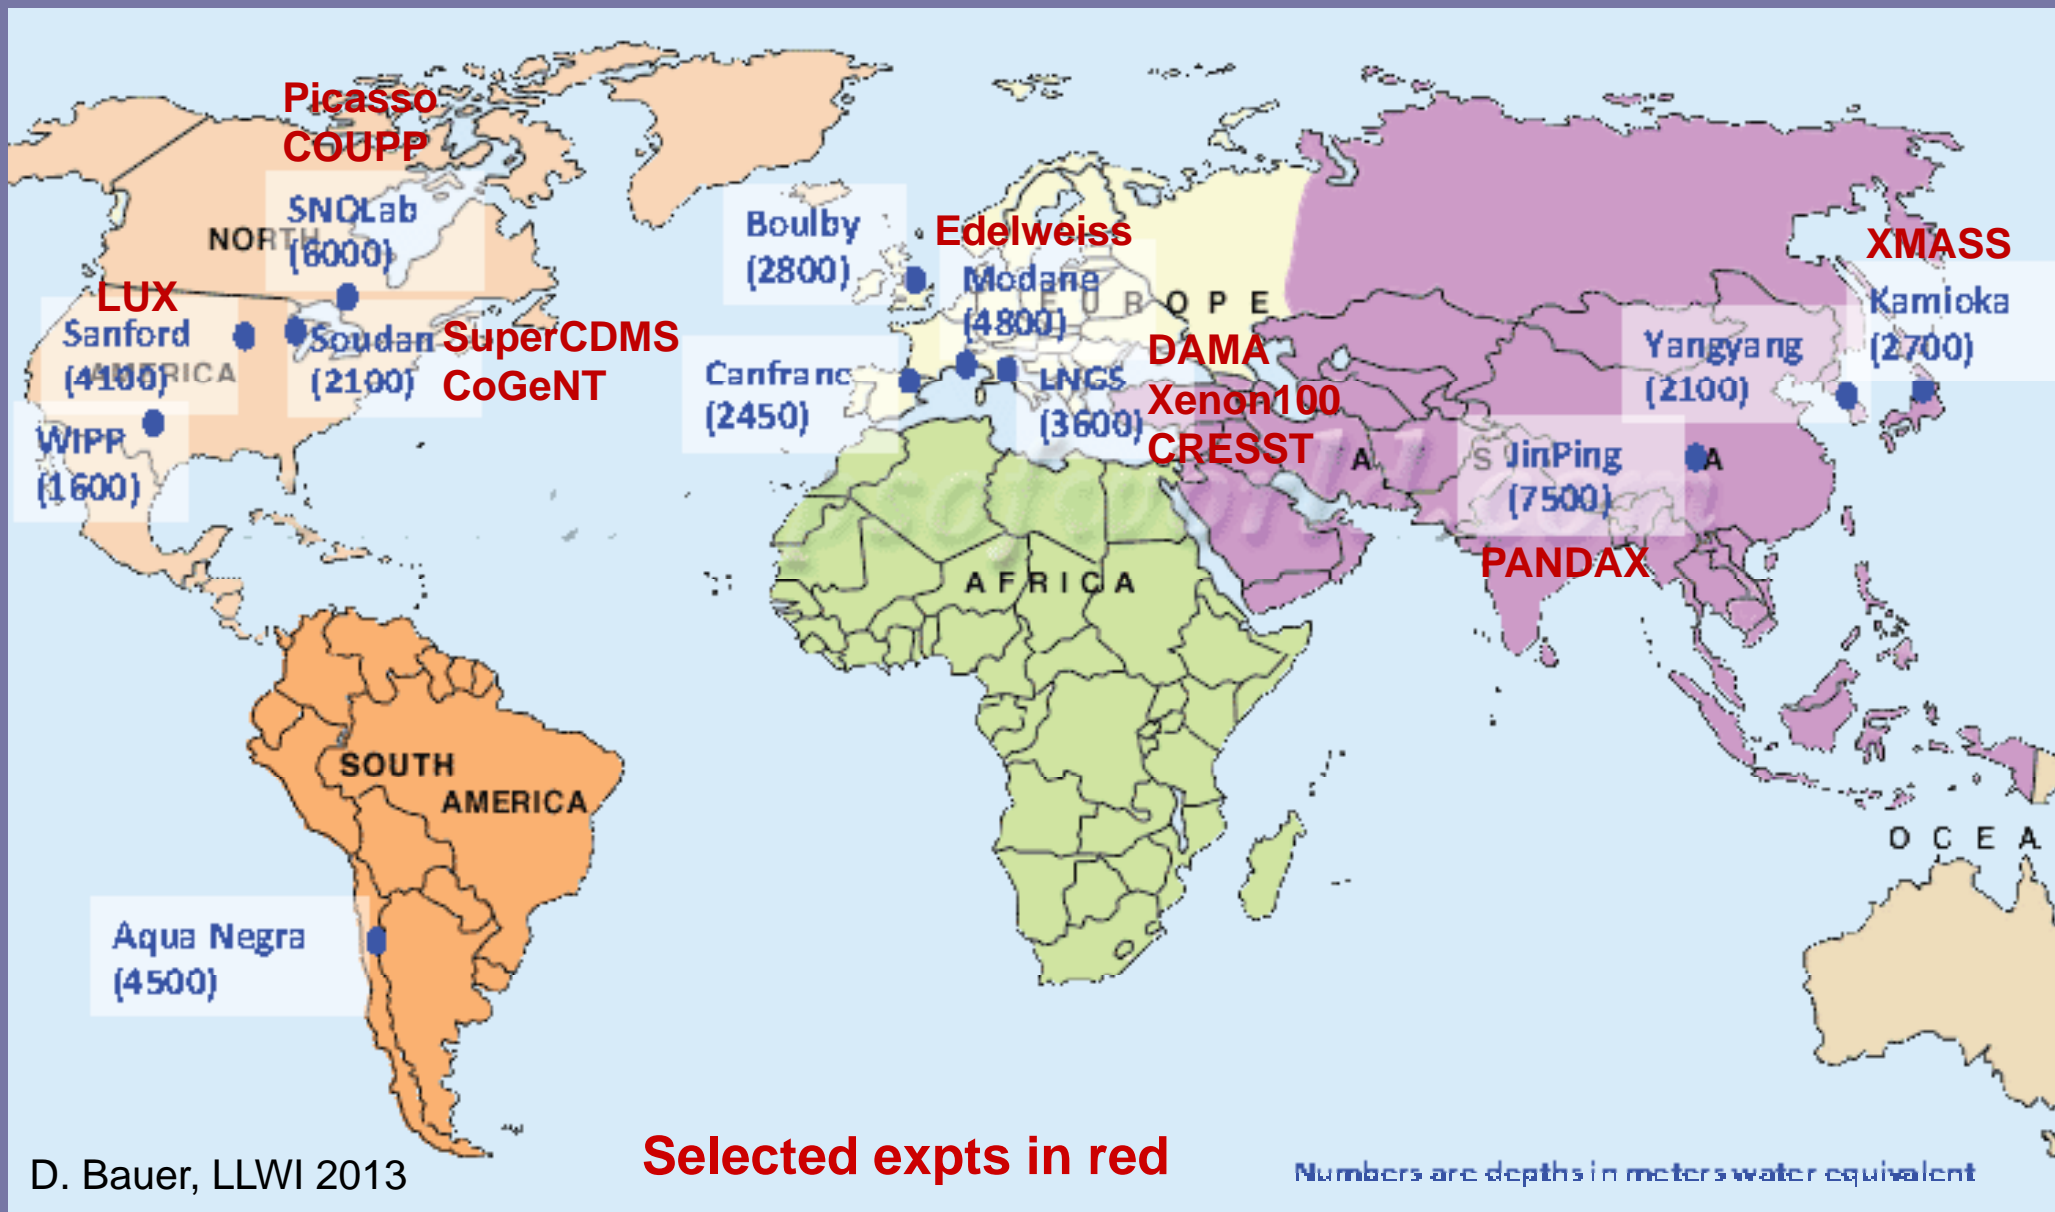 Picasso
COUPP
SNOLab
(6000)
NORTH
AMERICA
LUX
Sanford
(4100)
Soudan
(2100)
SuperCDMS
CoGeNT
WIPP
(1600)
Boulby
(2800)
Edelweiss
Modane
(4800)
EUROPE
Canfranc
(2450)
LNGS
(3600)
DAMA
Xenon100
CRESST
XMASS
Kamioka
(2700)
Yangyang
(2100)
ASIA
JinPing
(7500)
PANDAX
AFRICA
SOUTH
AMERICA
OCEA
Aqua Negra
(4500)
D. Bauer, LLWI 2013
Selected expts in red
Numbers are depths in meters water equivalent